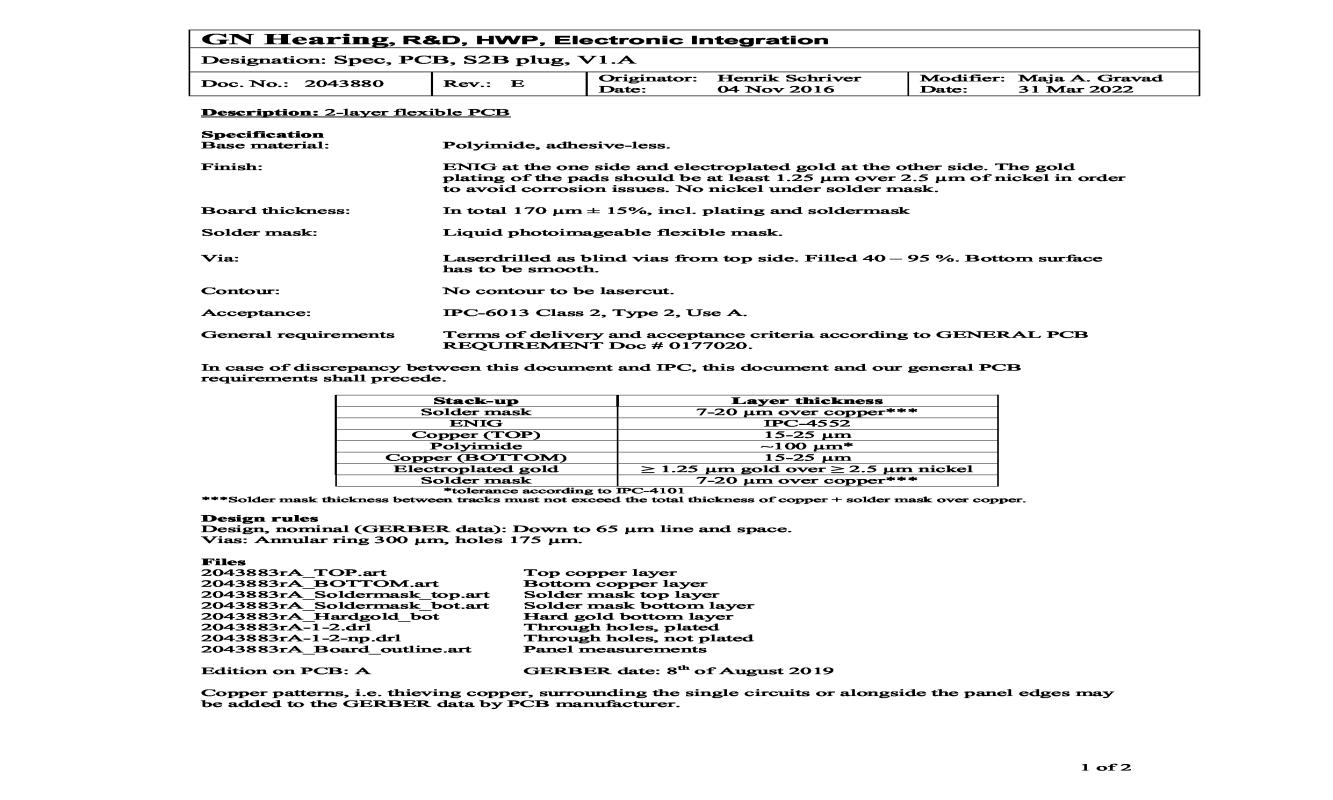 GN Hearing, R&D, HWP, Electronic Integration
Designation: Spec, PCB, S2B plug, V1.A
Doc. No.: 2043880 Rev.: E Originator: Henrik Schriver Modifier: Maja A. Gravad
Date: 04 Nov 2016 Date: 31 Mar 2022
Description: 2-layer flexible PCB
Specification
Base material: Polyimide, adhesive-less.
Finish: ENIG at the one side and electroplated gold at the other side. The gold
plating of the pads should be at least 1.25 µm over 2.5 µm of nickel in order
to avoid corrosion issues. No nickel under solder mask.
Board thickness: In total 170 µm ± 15%, incl. plating and soldermask
Solder mask: Liquid photoimageable flexible mask.
Via: Laserdrilled as blind vias from top side. Filled 40 – 95 %. Bottom surface
has to be smooth.
Contour: No contour to be lasercut.
Acceptance: IPC-6013 Class 2, Type 2, Use A.
General requirements Terms of delivery and acceptance criteria according to GENERAL PCB
REQUIREMENT Doc # 0177020.
In case of discrepancy between this document and IPC, this document and our general PCB
requirements shall precede.
Stack-up Layer thickness
Solder mask 7-20 µm over copper***
ENIG IPC-4552
Copper (TOP) 15-25 µm
Polyimide ~100 µm*
Copper (BOTTOM) 15-25 µm
Electroplated gold ≥ 1.25 µm gold over ≥ 2.5 µm nickel
Solder mask 7-20 µm over copper***
*tolerance according to IPC-4101
***Solder mask thickness between tracks must not exceed the total thickness of copper + solder mask over copper.
Design rules
Design, nominal (GERBER data): Down to 65 µm line and space.
Vias: Annular ring 300 µm, holes 175 µm.
Files
2043883rA_TOP.art Top copper layer
2043883rA_BOTTOM.art Bottom copper layer
2043883rA_Soldermask_top.art Solder mask top layer
2043883rA_Soldermask_bot.art Solder mask bottom layer
2043883rA_Hardgold_bot Hard gold bottom layer
2043883rA-1-2.drl Through holes, plated
2043883rA-1-2-np.drl Through holes, not plated
2043883rA_Board_outline.art Panel measurements
Edition on PCB: A GERBER date: 8th of August 2019
Copper patterns, i.e. thieving copper, surrounding the single circuits or alongside the panel edges may
be added to the GERBER data by PCB manufacturer.
1 of 2